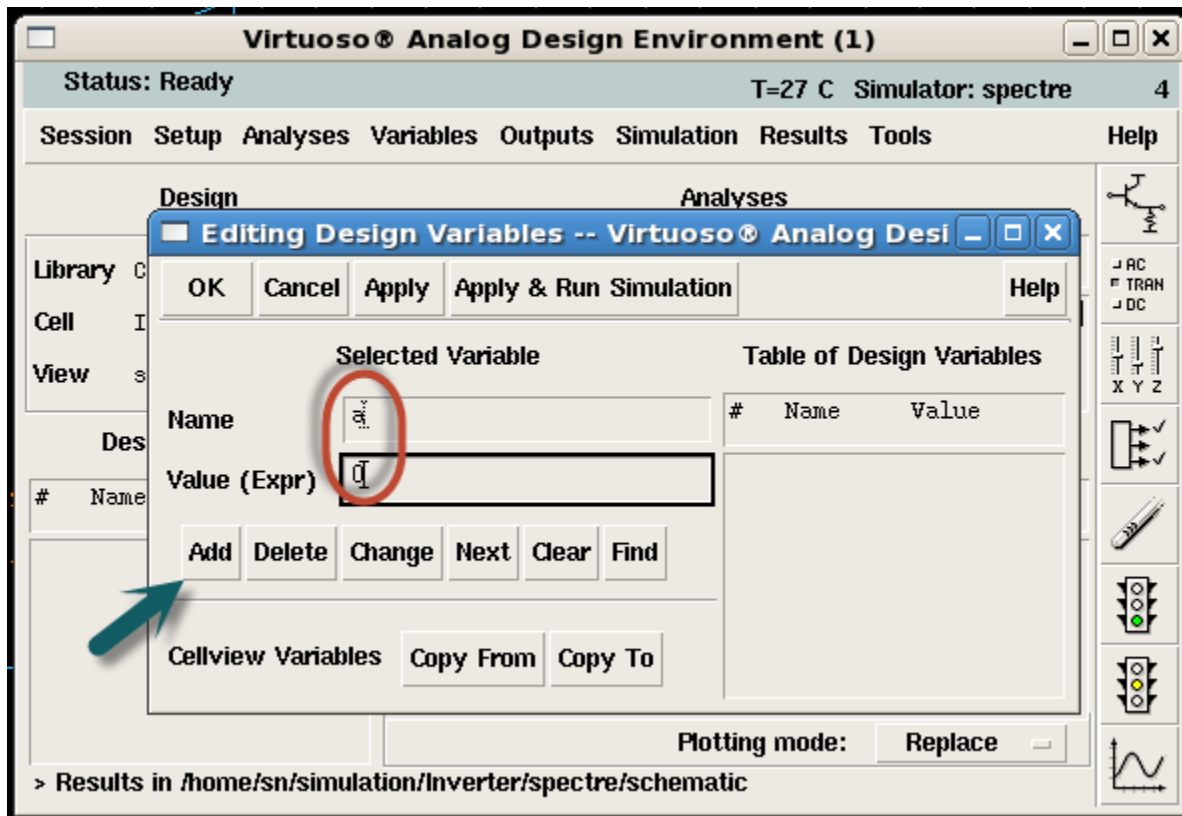 Virtuoso® Analog Design Environment (1)
Status: Ready T=27 C Simulator: spectre 4
Session Setup Analyses Variables Outputs Simulation Results Tools Help
Design Analyses
Editing Design Variables -- Virtuoso® Analog Desi
OK Cancel Apply Apply & Run Simulation Help
Library C
Cell I
View s
AC
TRAN
DC
X Y Z
Selected Variable Table of Design Variables
Name a
# Name Value
Value (Expr) 0
Des
# Name
Add Delete Change Next Clear Find
Cellview Variables Copy From Copy To
Plotting mode: Replace
> Results in /home/sn/simulation/Inverter/spectre/schematic